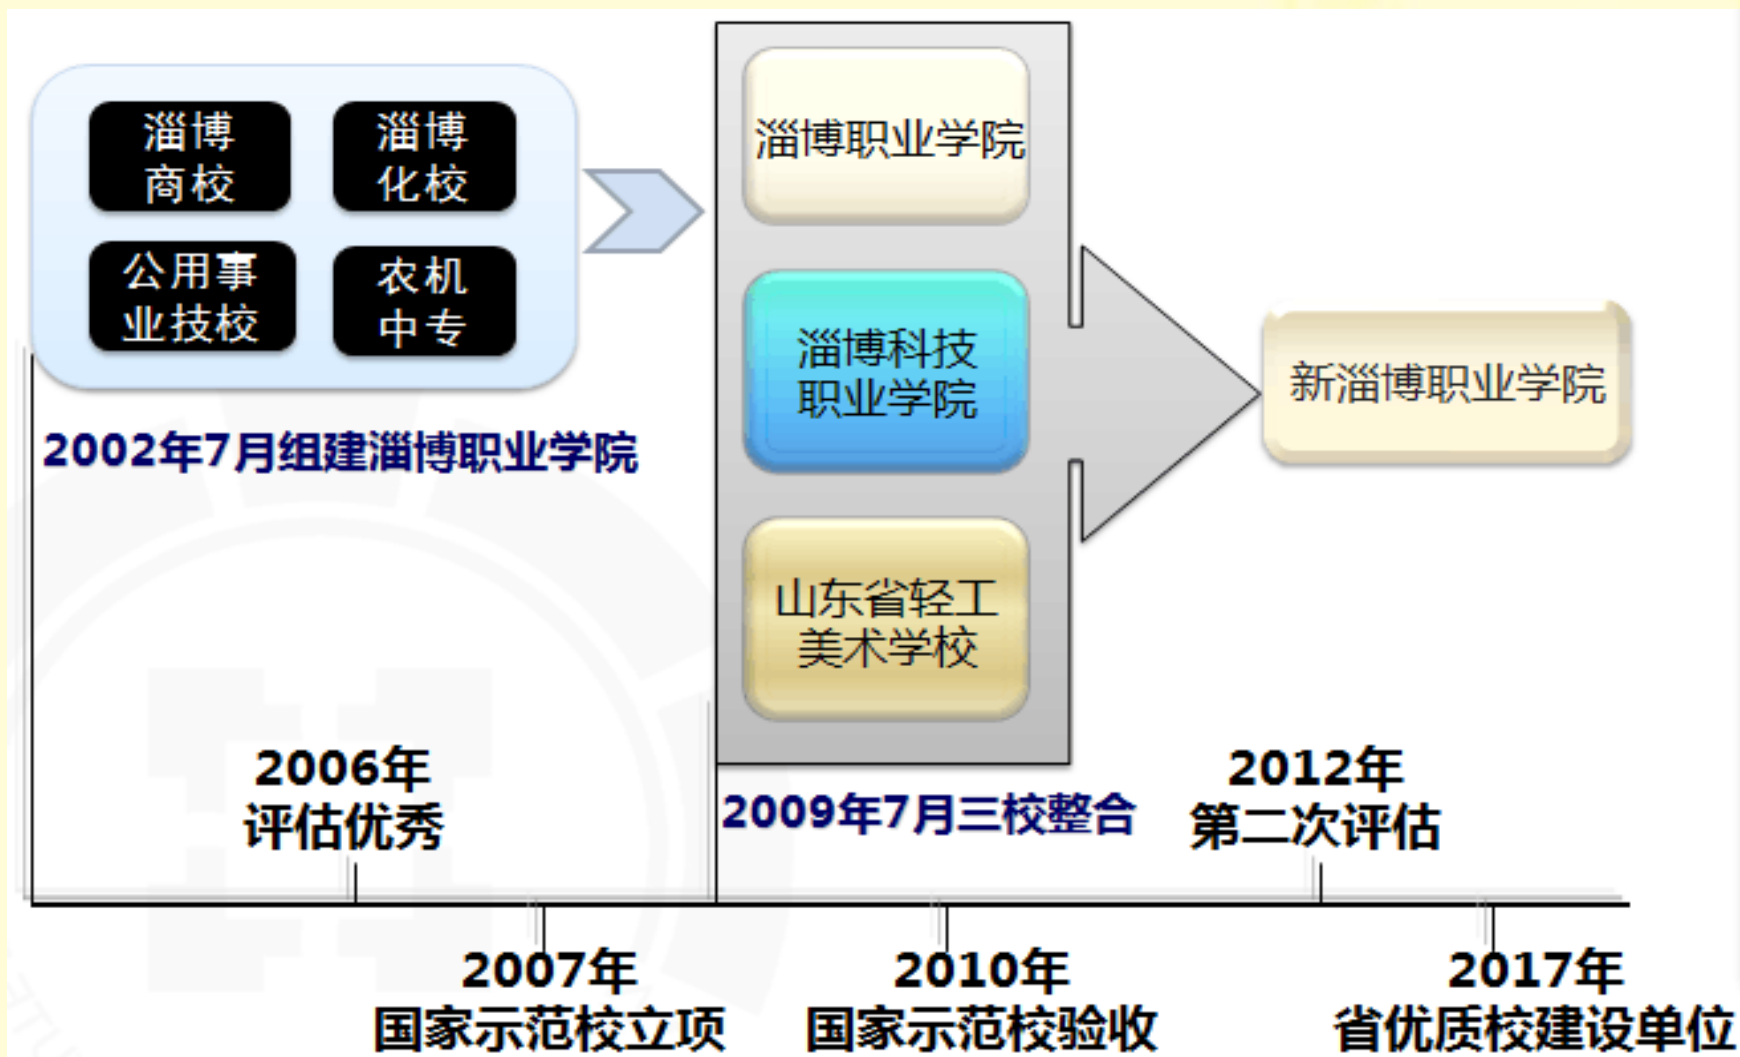 淄博
商校
淄博
化校
公用事
业技校
农机
中专
2002年7月组建淄博职业学院
淄博职业学院
淄博科技
职业学院
山东省轻工
美术学校
新淄博职业学院
2006年
评估优秀
2009年7月三校整合
2012年
第二次评估
2007年
国家示范校立项
2010年
国家示范校验收
2017年
省优质校建设单位